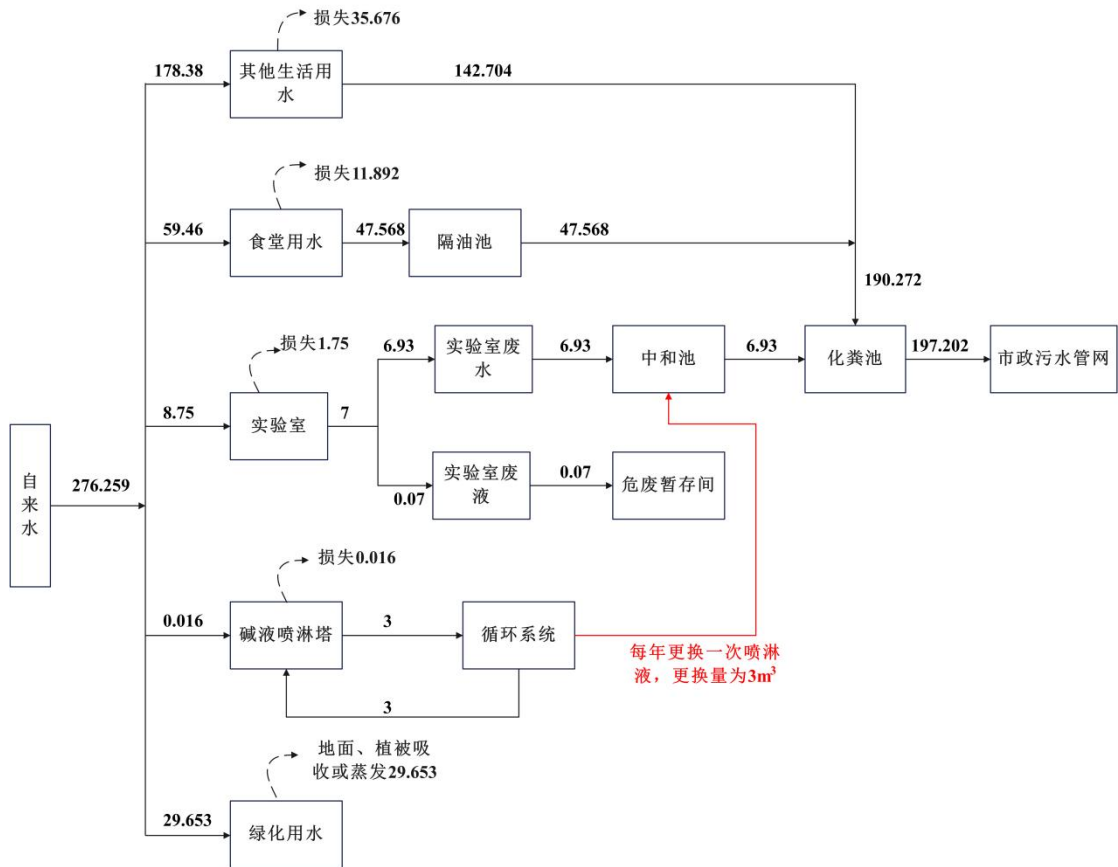 损失35.676
178.38
其他生活用
水
142.704
损失11.892
59.46
食堂用水
47.568
隔油池
47.568
190.272
损失1.75
8.75
实验室
7
6.93
实验室废
水
6.93
中和池
6.93
化粪池
197.202
市政污水管网
0.07
实验室废
液
0.07
危废暂存间
自
来
水
276.259
损失0.016
0.016
碱液喷淋塔
3
循环系统
3
每年更换一次喷淋
液，更换量为3m³
地面、植被吸
收或蒸发29.653
29.653
绿化用水